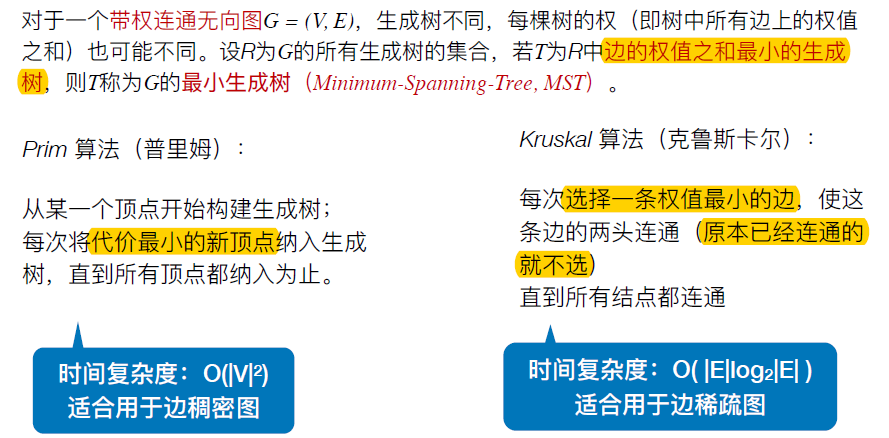 对于一个带权连通无向图G = (V, E)，生成树不同，每棵树的权（即树中所有边上的权值
之和）也可能不同。设R为G的所有生成树的集合，若T为R中边的权值之和最小的生成
树，则T称为G的最小生成树（Minimum-Spanning-Tree, MST）。
Prim 算法（普里姆）：
从某一个顶点开始构建生成树；
每次将代价最小的新顶点纳入生成
树，直到所有顶点都纳入为止。
时间复杂度：O(|V|²)
适合用于边稠密图
Kruskal 算法（克鲁斯卡尔）：
每次选择一条权值最小的边，使这
条边的两头连通（原本已经连通的
就不选）
直到所有结点都连通
时间复杂度：O( |E|log₂|E| )
适合用于边稀疏图